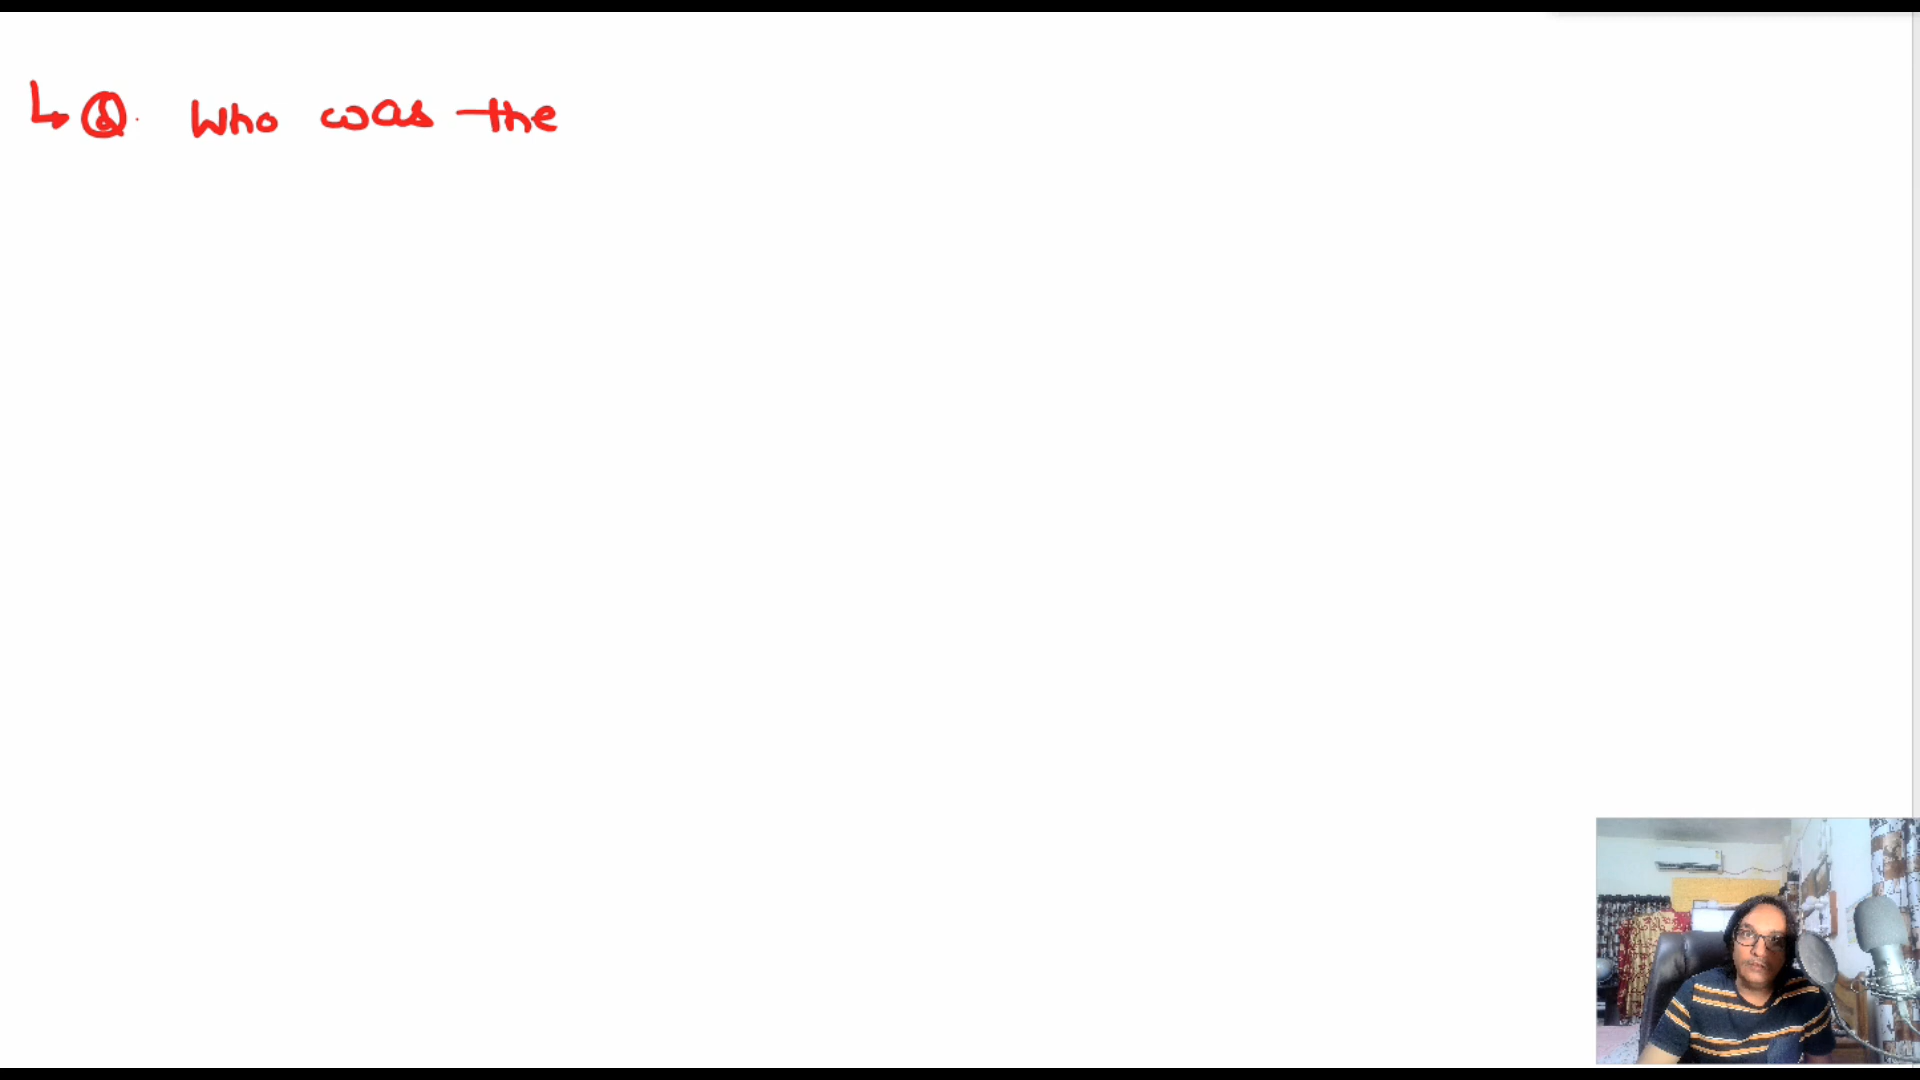 ↳ Q. Who was the